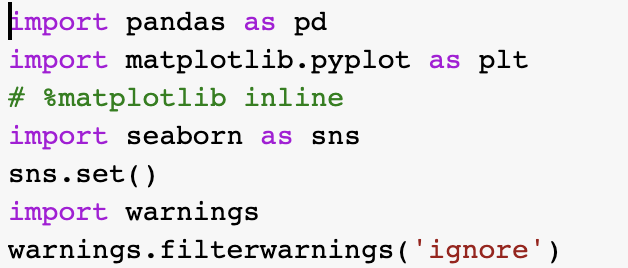 import pandas as pd
import matplotlib.pyplot as plt
# %matplotlib inline
import seaborn as sns
sns.set()
import warnings
warnings.filterwarnings('ignore')